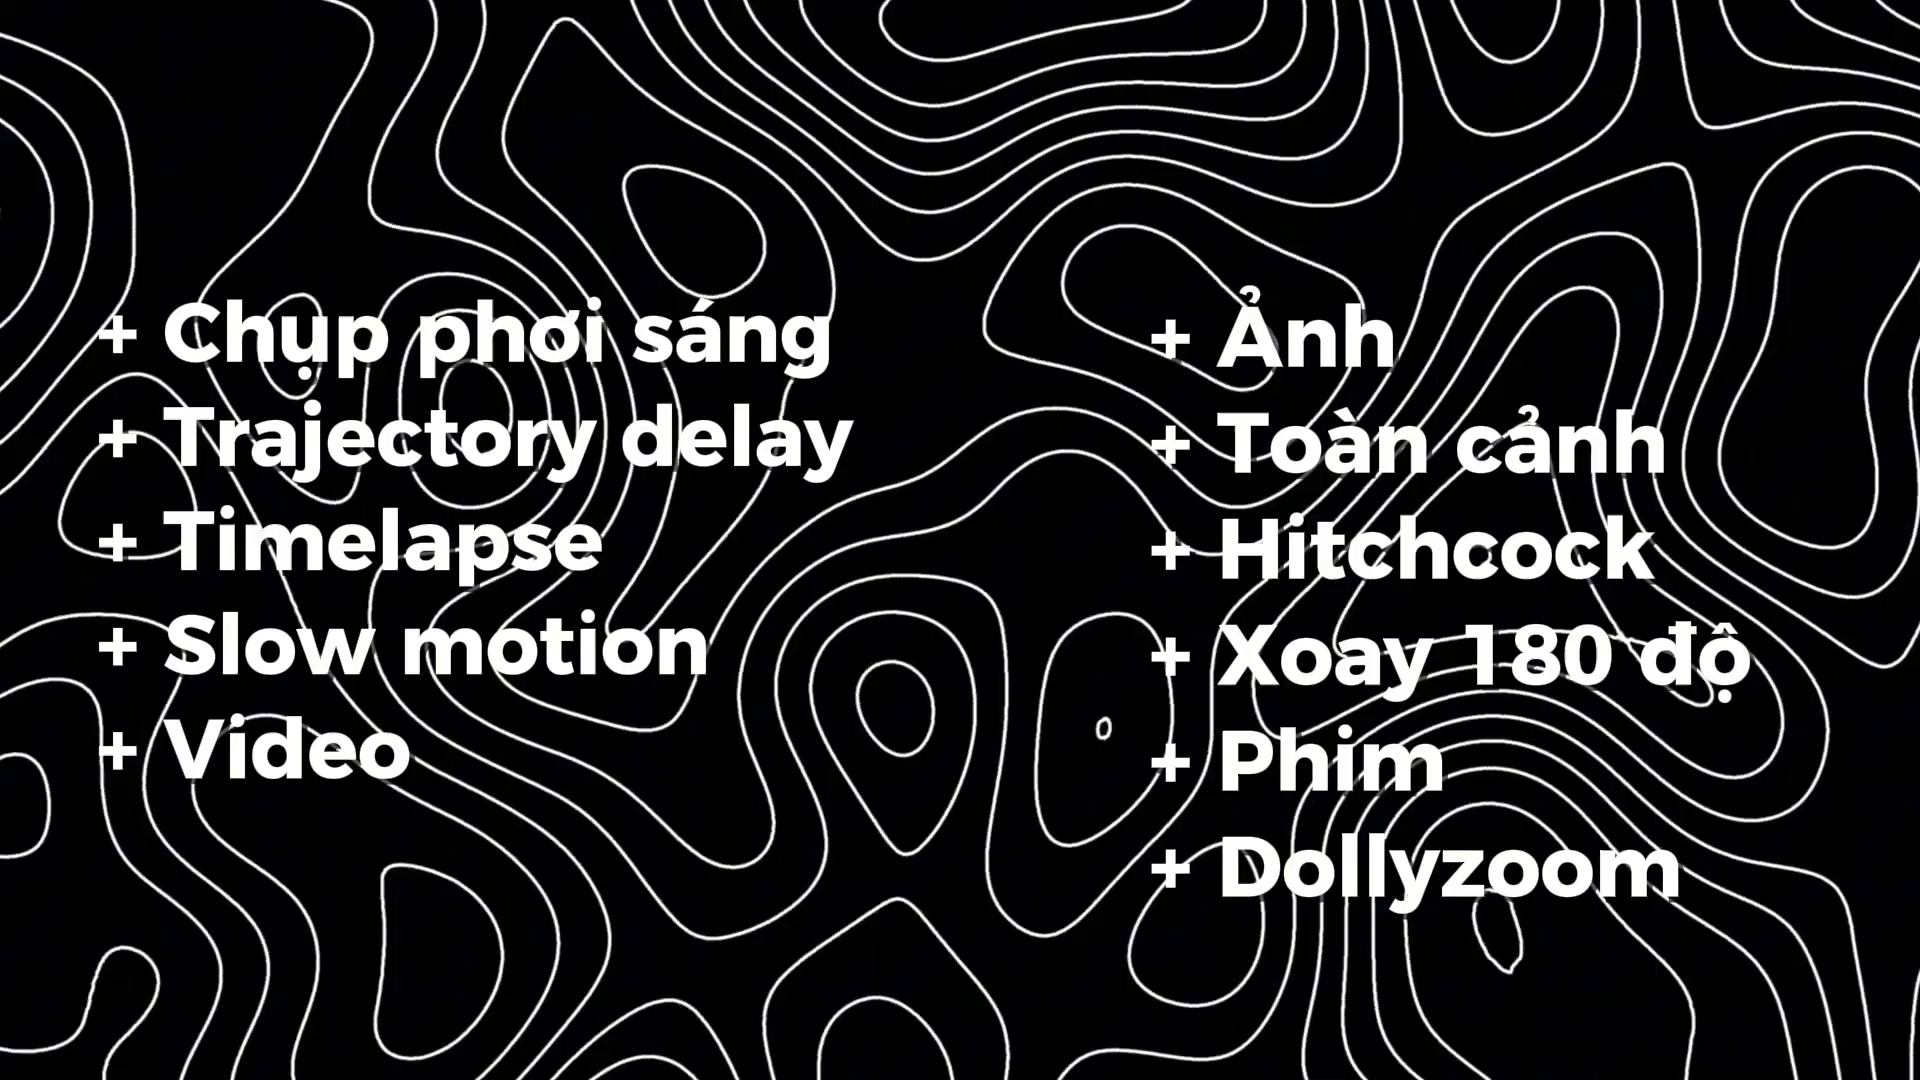 + Chụp phơi sáng
+ Trajectory delay
+ Timelapse
+ Slow motion
+ Video
+ Ảnh
+ Toàn cảnh
+ Hitchcock
+ Xoay 180 độ
+ Phim
+ Dollyzoom